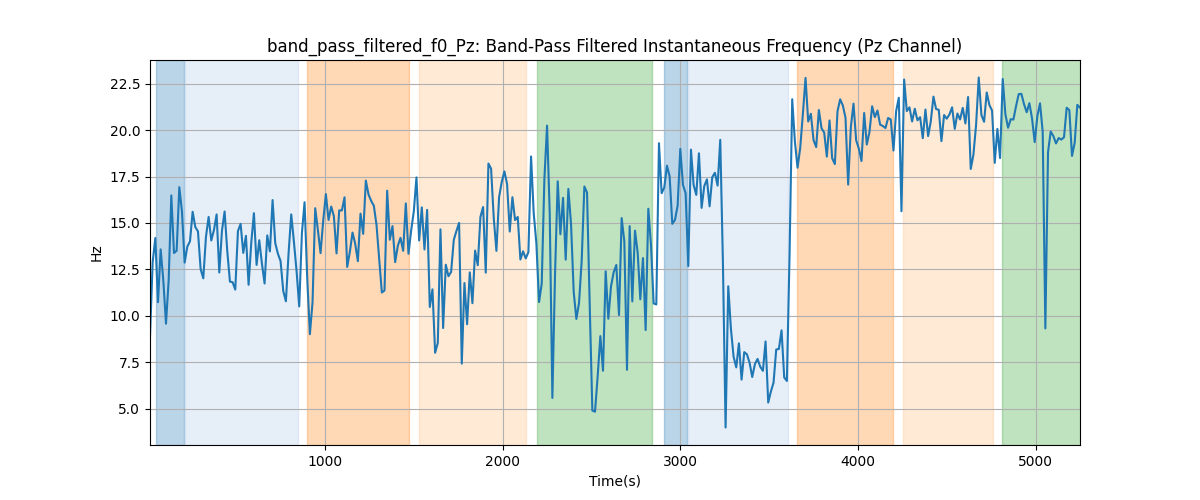 band_pass_filtered_f0_Pz: Band-Pass Filtered Instantaneous Frequency (Pz Channel)
22.5
20.0
17.5
15.0
12.5
10.0
7.5
5.0
Hz
1000 2000 3000 4000 5000
Time(s)